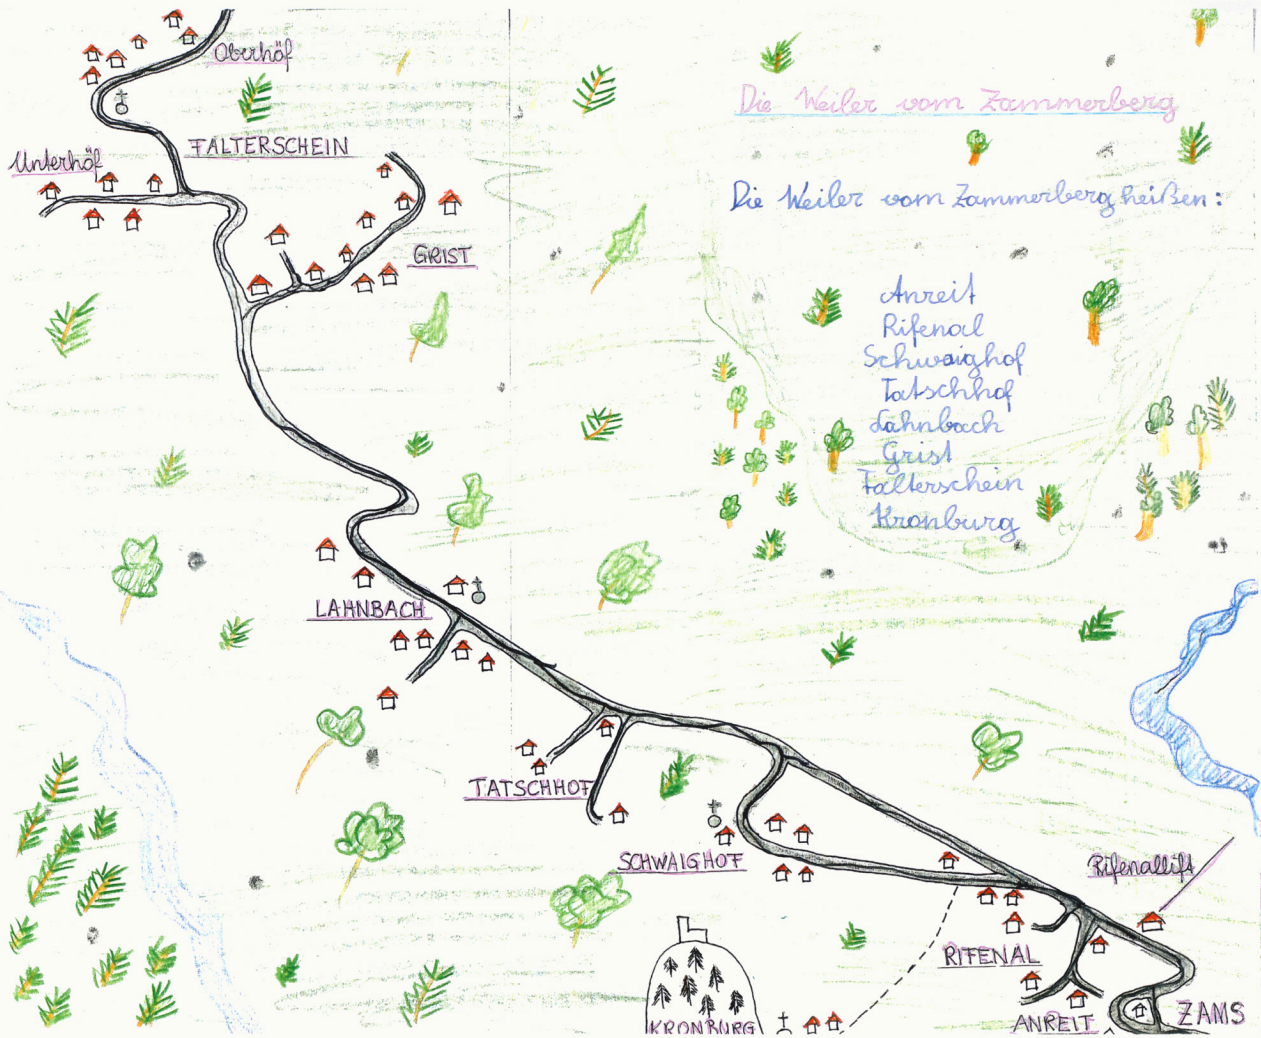 Oberhöf
Die Weiler vom Zammerberg
FALTERSCHEIN
Unterhöf
Die Weiler vom Zammerberg heißen:
GRIST
Anreit
Rifenal
Schwaighof
Tatschhof
Lahnbach
Grist
Falterschein
Kronburg
LAHNBACH
TATSCHHOF
SCHWAIGHOF
Rifenallift
RIFENAL
KRONBURG
ANREIT
ZAMS